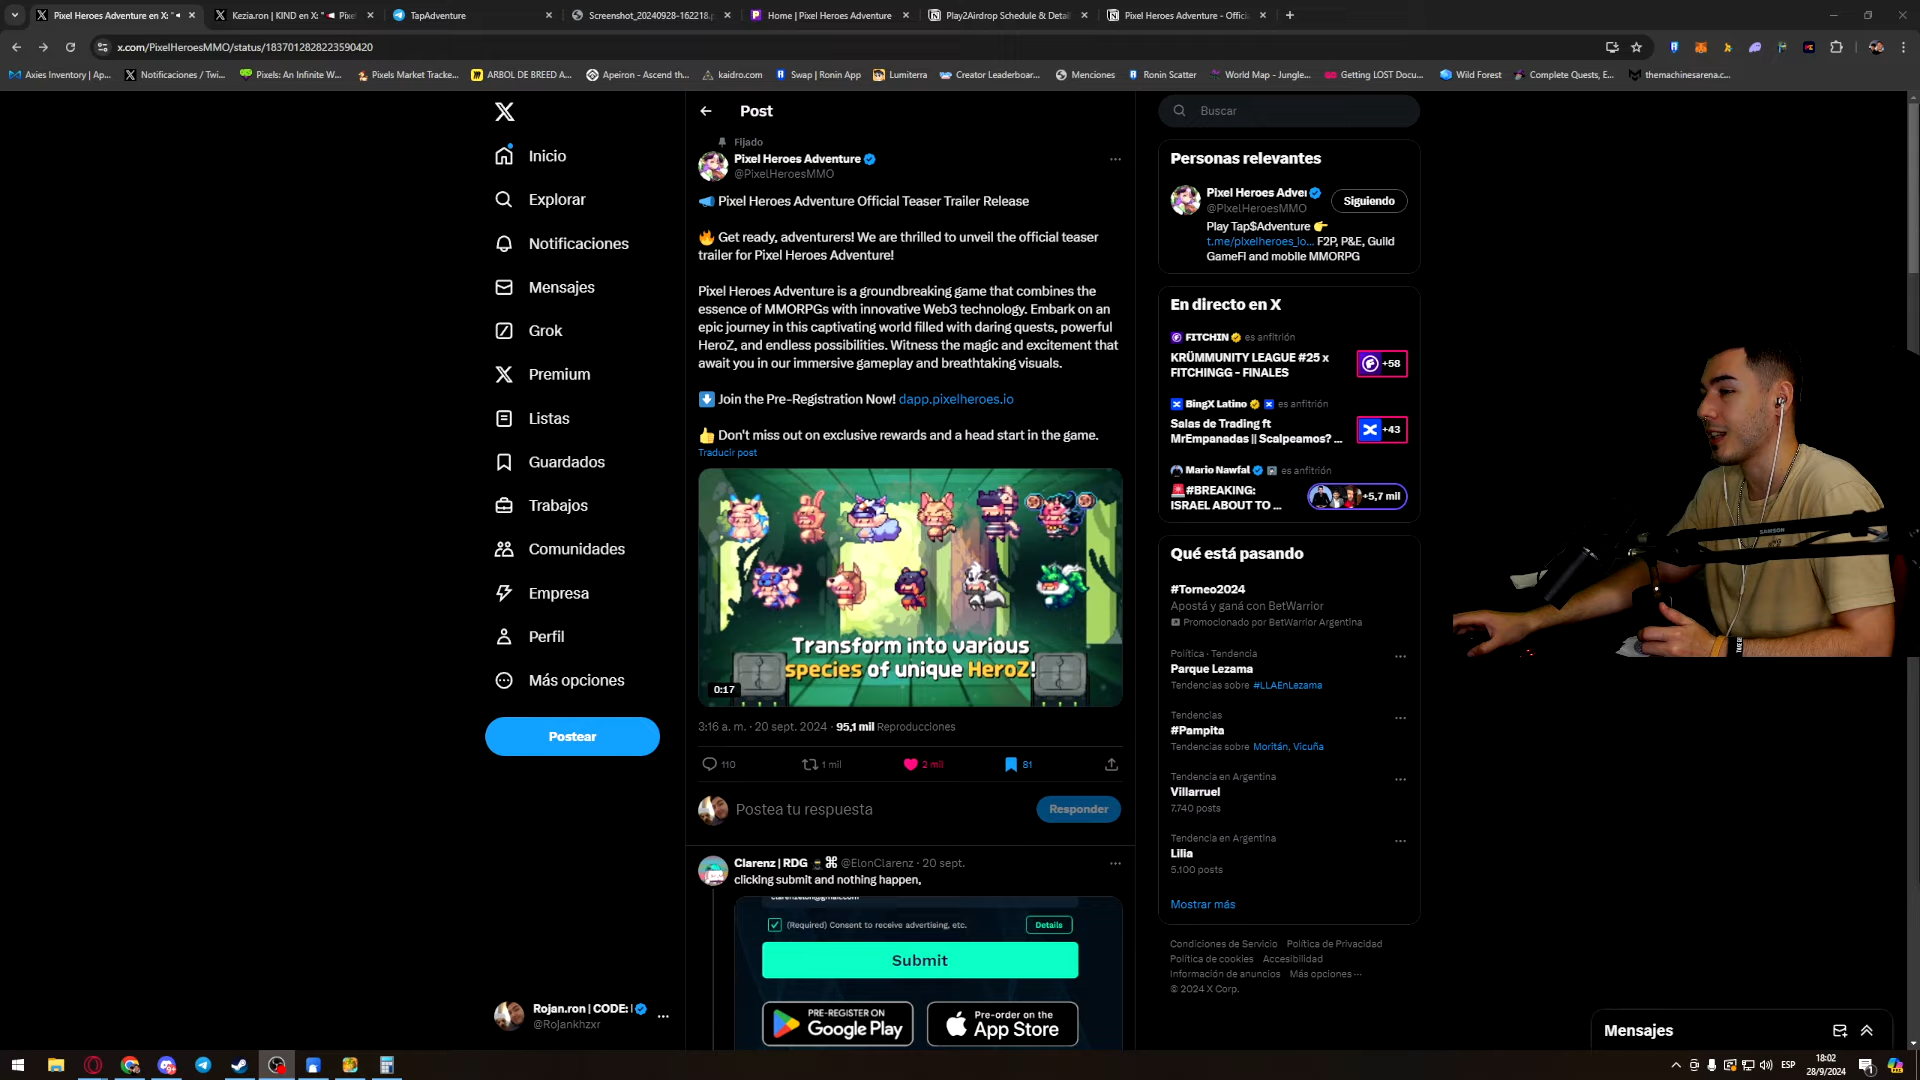 Pixel Heroes Adventure en X: "
Kezia.ron | KIND en X: "
TapAdventure
Screenshot_20240928-162218.p
Home | Pixel Heroes Adventure
Play2Airdrop Schedule & Detail
Pixel Heroes Adventure - Offici
x.com/PixelHeroesMMO/status/1837012828223590420
Axies Inventory | Ap...
Notificaciones / Twi...
Pixels: An Infinite W...
Pixels Market Tracke...
ARBOL DE BREED A...
Apeiron - Ascend th...
kaidro.com
Swap | Ronin App
Lumiterra
Creator Leaderboar...
Menciones
Ronin Scatter
World Map - Jungle...
Getting LOST Docu...
Wild Forest
Complete Quests, E...
themachinesarena.c...
Inicio
Explorar
Notificaciones
Mensajes
Grok
Premium
Listas
Guardados
Trabajos
Comunidades
Empresa
Perfil
Más opciones
Postear
Rojan.ron | CODE: |
@Rojankhzxr
Post
Fijado
Pixel Heroes Adventure
@PixelHeroesMMO
📣 Pixel Heroes Adventure Official Teaser Trailer Release
🔥 Get ready, adventurers! We are thrilled to unveil the official teaser
trailer for Pixel Heroes Adventure!
Pixel Heroes Adventure is a groundbreaking game that combines the
essence of MMORPGs with innovative Web3 technology. Embark on an
epic journey in this captivating world filled with daring quests, powerful
HeroZ, and endless possibilities. Witness the magic and excitement that
await you in our immersive gameplay and breathtaking visuals.
⬇️ Join the Pre-Registration Now! dapp.pixelheroes.io
👍 Don't miss out on exclusive rewards and a head start in the game.
Traducir post
Transform into various
species of unique HeroZ!
0:17
3:16 a. m. · 20 sept. 2024 · 95,1 mil Reproducciones
110
1 mil
2 mil
81
Postea tu respuesta
Responder
Clarenz | RDG @ElonClarenz · 20 sept.
clicking submit and nothing happen,
(Required) Consent to receive advertising, etc.
Details
Submit
PRE-REGISTER ON
Google Play
Pre-order on the
App Store
Buscar
Personas relevantes
Pixel Heroes Adver
@PixelHeroesMMO
Siguiendo
Play Tap$Adventure 👉
t.me/pixelheroes_io... F2P, P&E, Guild
GameFi and mobile MMORPG
En directo en X
FITCHIN es anfitrión
KRÜMMUNITY LEAGUE #25 x
FITCHINGG - FINALES
+58
BingX Latino es anfitrión
Salas de Trading ft
MrEmpanadas || Scalpeamos? ...
+43
Mario Nawfal es anfitrión
🚨#BREAKING:
ISRAEL ABOUT TO ...
+5,7 mil
Qué está pasando
#Torneo2024
Apostá y ganá con BetWarrior
Promocionado por BetWarrior Argentina
Política · Tendencia
Parque Lezama
Tendencias sobre #LLAEnLezama
Tendencias
#Pampita
Tendencias sobre Moritán, Vicuña
Tendencia en Argentina
Villarruel
7.740 posts
Tendencia en Argentina
Lilia
5.100 posts
Mostrar más
Condiciones de Servicio Política de Privacidad
Política de cookies Accesibilidad
Información de anuncios Más opciones ···
© 2024 X Corp.
SAMSON
Mensajes
ESP
18:02
28/9/2024
1